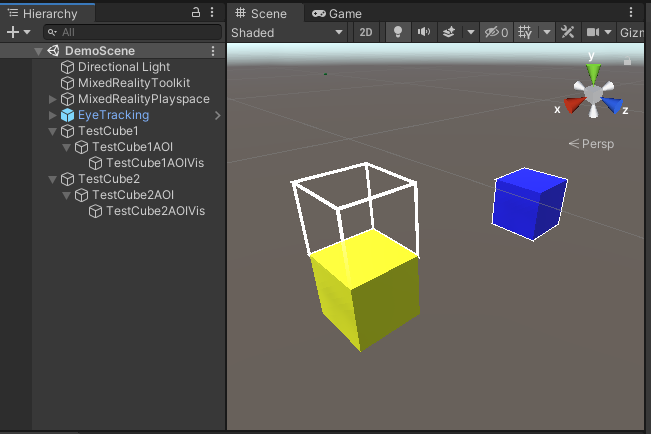 Hierarchy
All
DemoScene
Directional Light
MixedRealityToolkit
MixedRealityPlayspace
EyeTracking
TestCube1
TestCube1AOI
TestCube1AOIVis
TestCube2
TestCube2AOI
TestCube2AOIVis
Scene Game
Shaded 2D 0 Gizn
y
x z
Persp